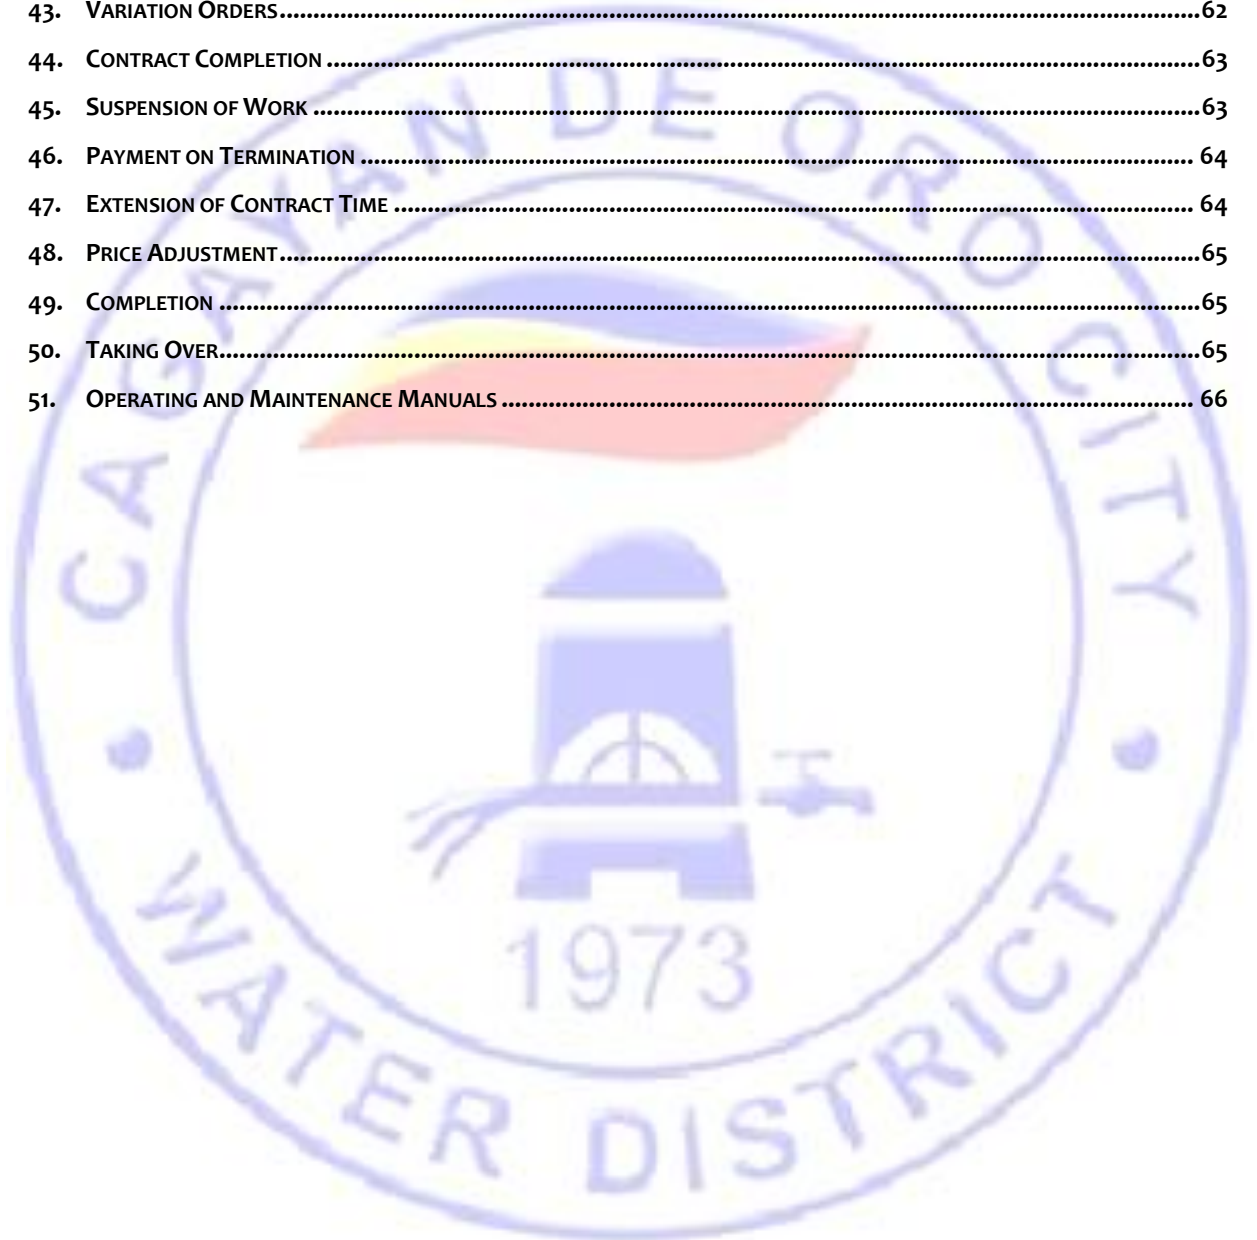 43. VARIATION ORDERS........62
44. CONTRACT COMPLETION ........63
45. SUSPENSION OF WORK ........63
46. PAYMENT ON TERMINATION ........ 64
47. EXTENSION OF CONTRACT TIME ........ 64
48. PRICE ADJUSTMENT........65
49. COMPLETION ........65
50. TAKING OVER........65
51. OPERATING AND MAINTENANCE MANUALS ........ 66
CAGAYAN DE ORO CITY
1973
WATER DISTRICT